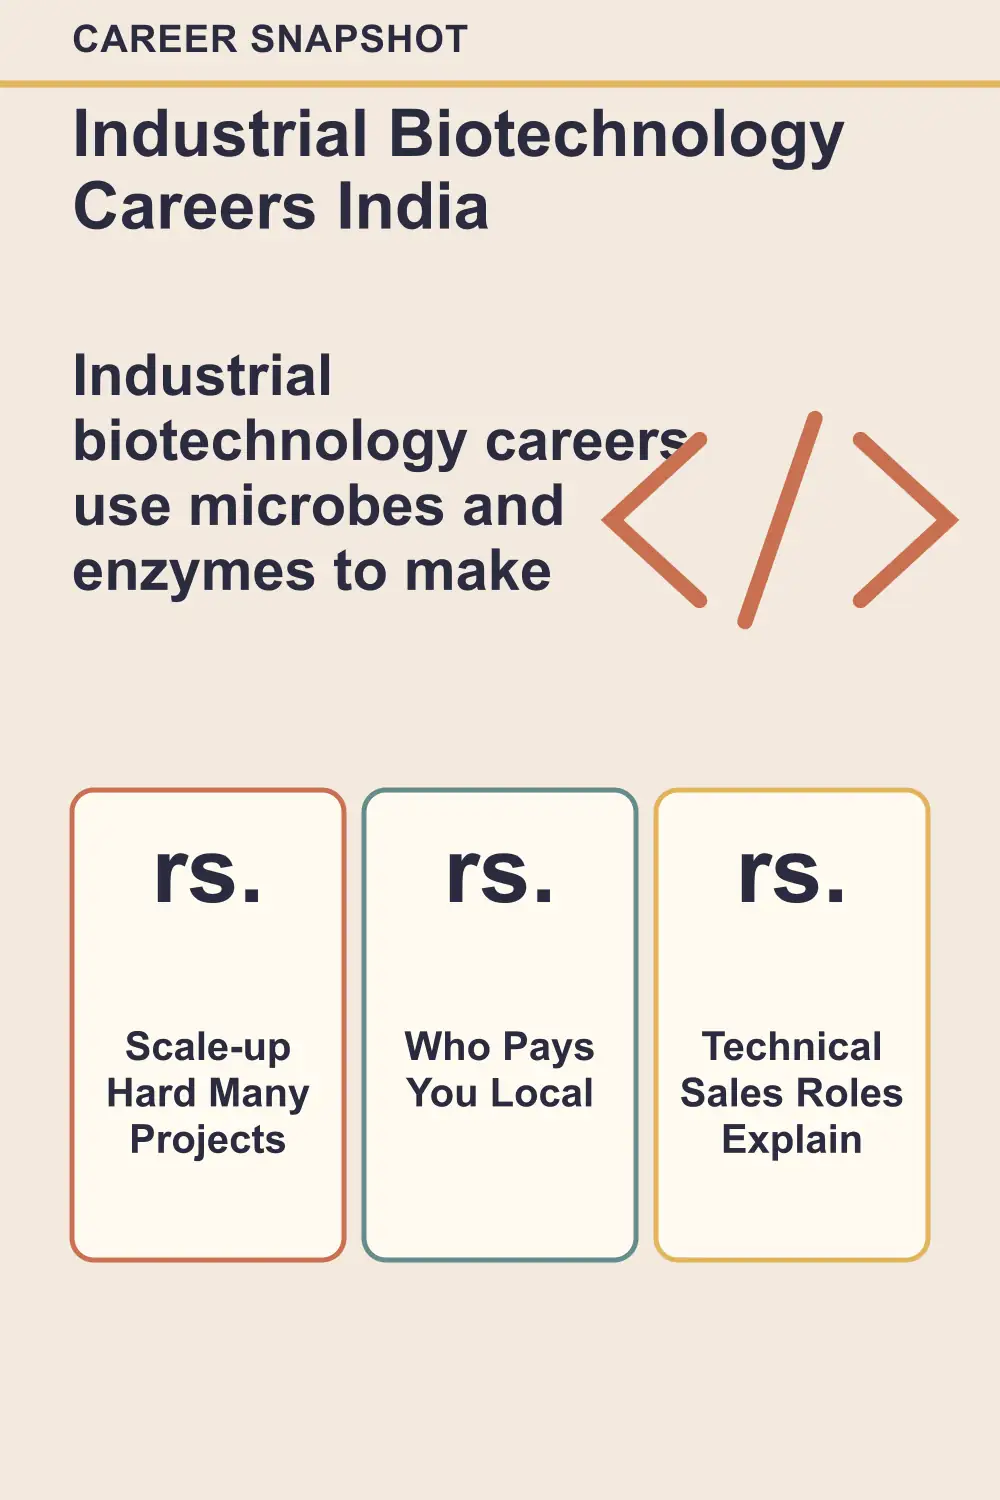 CAREER SNAPSHOT
Industrial Biotechnology
Careers India
Industrial
biotechnology careers
use microbes and
enzymes to make
rs.
Scale-up
Hard Many
Projects
rs.
Who Pays
You Local
rs.
Technical
Sales Roles
Explain